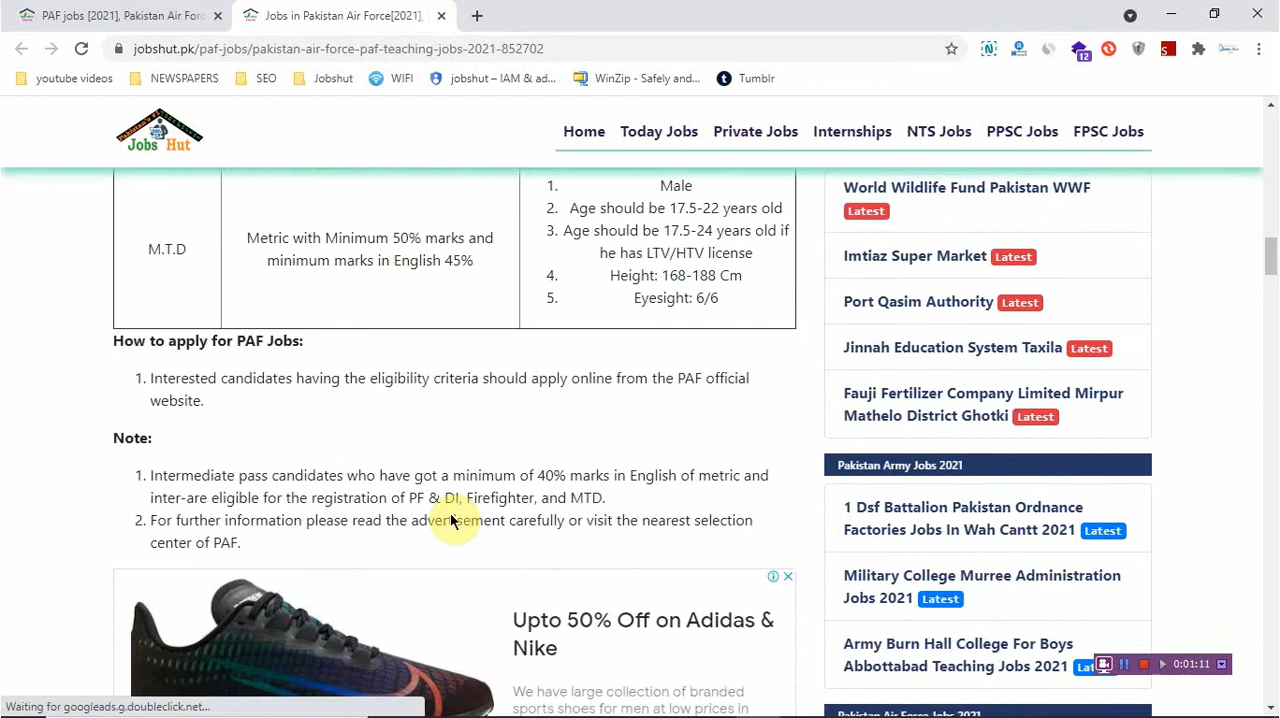 PAF jobs [2021], Pakistan Air Forc
Jobs in Pakistan Air Force[2021],
jobshut.pk/paf-jobs/pakistan-air-force-paf-teaching-jobs-2021-852702
12
youtube videos
NEWSPAPERS
SEO
Jobshut
WIFI
jobshut – IAM & ad...
WinZip - Safely and...
Tumblr
Jobs Hut
Home
Today Jobs
Private Jobs
Internships
NTS Jobs
PPSC Jobs
FPSC Jobs
M.T.D
Metric with Minimum 50% marks and
minimum marks in English 45%
1. Male
2. Age should be 17.5-22 years old
3. Age should be 17.5-24 years old if
he has LTV/HTV license
4. Height: 168-188 Cm
5. Eyesight: 6/6
How to apply for PAF Jobs:
1. Interested candidates having the eligibility criteria should apply online from the PAF official
website.
Note:
1. Intermediate pass candidates who have got a minimum of 40% marks in English of metric and
inter-are eligible for the registration of PF & DI, Firefighter, and MTD.
2. For further information please read the advertisement carefully or visit the nearest selection
center of PAF.
Upto 50% Off on Adidas &
Nike
We have large collection of branded
sports shoes for men at low prices in
World Wildlife Fund Pakistan WWF
Latest
Imtiaz Super Market Latest
Port Qasim Authority Latest
Jinnah Education System Taxila Latest
Fauji Fertilizer Company Limited Mirpur
Mathelo District Ghotki Latest
Pakistan Army Jobs 2021
1 Dsf Battalion Pakistan Ordnance
Factories Jobs In Wah Cantt 2021 Latest
Military College Murree Administration
Jobs 2021 Latest
Army Burn Hall College For Boys
Abbottabad Teaching Jobs 2021 Lat
0:01:11
Pakistan Air Force Jobs 2021
Waiting for googleads.g.doubleclick.net...